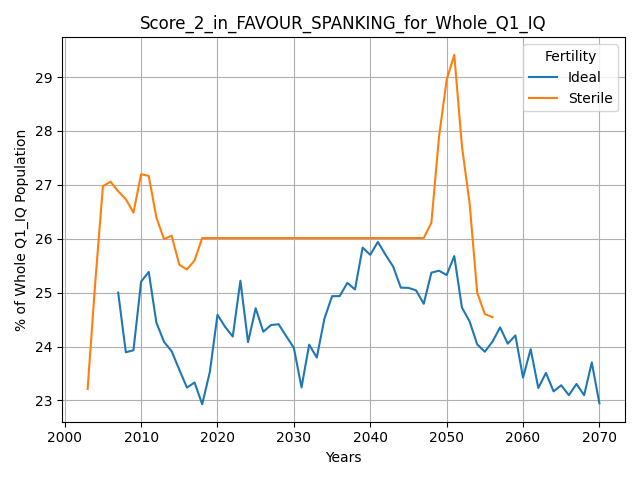 Score_2_in_FAVOUR_SPANKING_for_Whole_Q1_IQ
Fertility
Ideal
Sterile
% of Whole Q1_IQ Population
29
28
27
26
25
24
23
2000 2010 2020 2030 2040 2050 2060 2070
Years